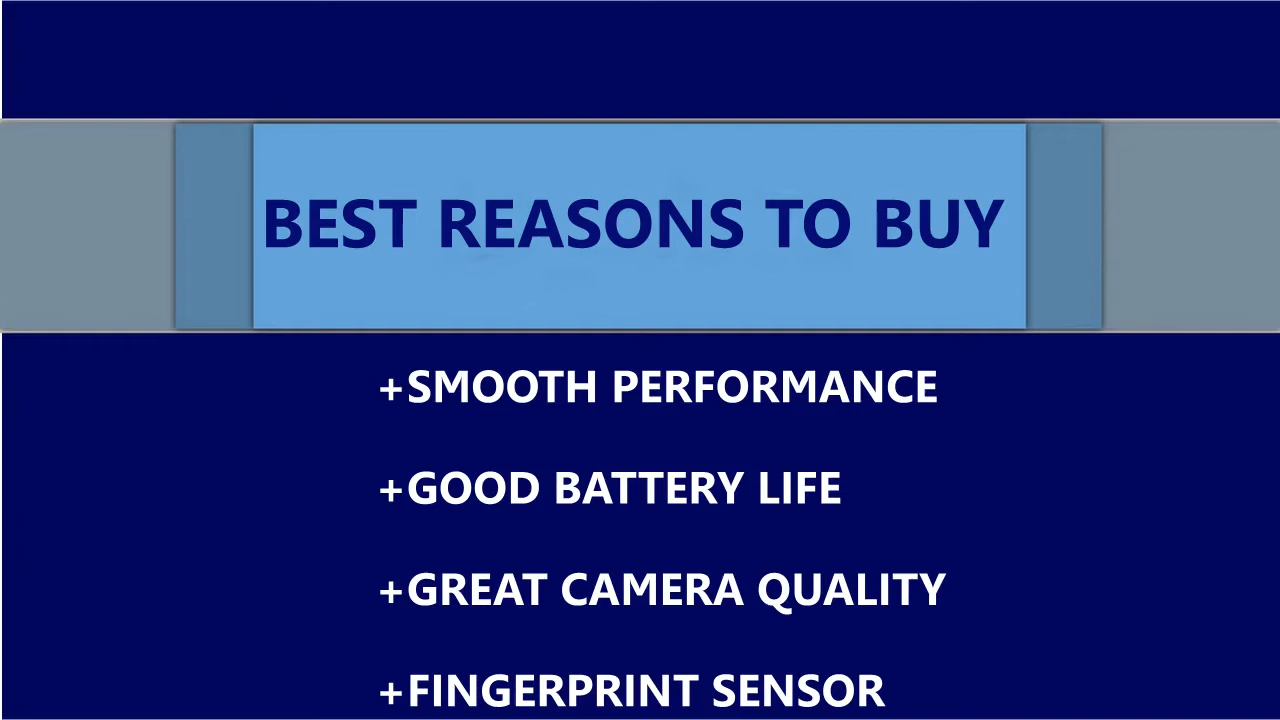 BEST REASONS TO BUY
+SMOOTH PERFORMANCE
+GOOD BATTERY LIFE
+GREAT CAMERA QUALITY
+FINGERPRINT SENSOR